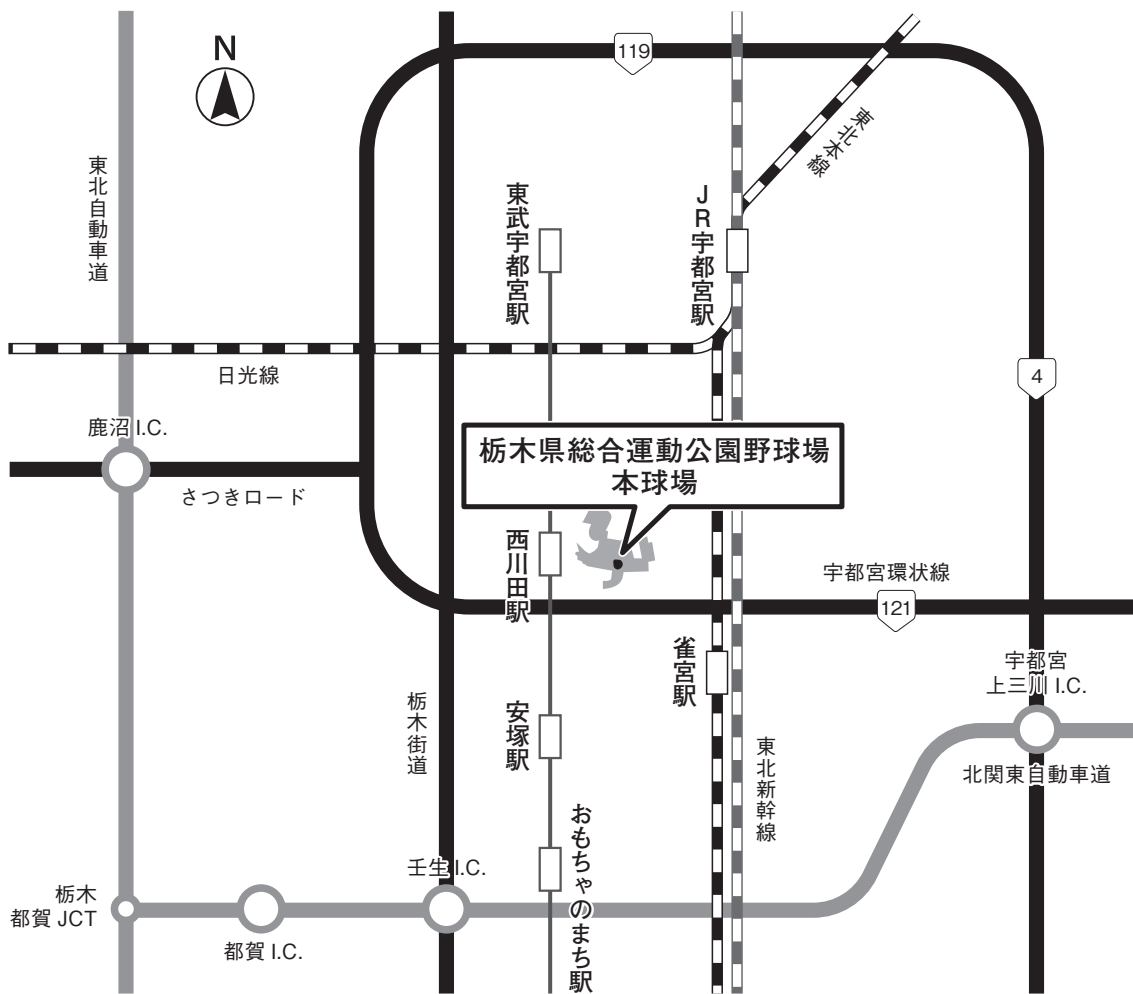 N
119
東北本線
東北自動車道
東武宇都宮駅
JR宇都宮駅
日光線
4
鹿沼 I.C.
栃木県総合運動公園野球場
本球場
さつきロード
西川田駅
宇都宮環状線
121
雀宮駅
宇都宮
上三川 I.C.
栃木街道
安塚駅
東北新幹線
北関東自動車道
おもちゃのまち駅
壬生 I.C.
栃木
都賀 JCT
都賀 I.C.